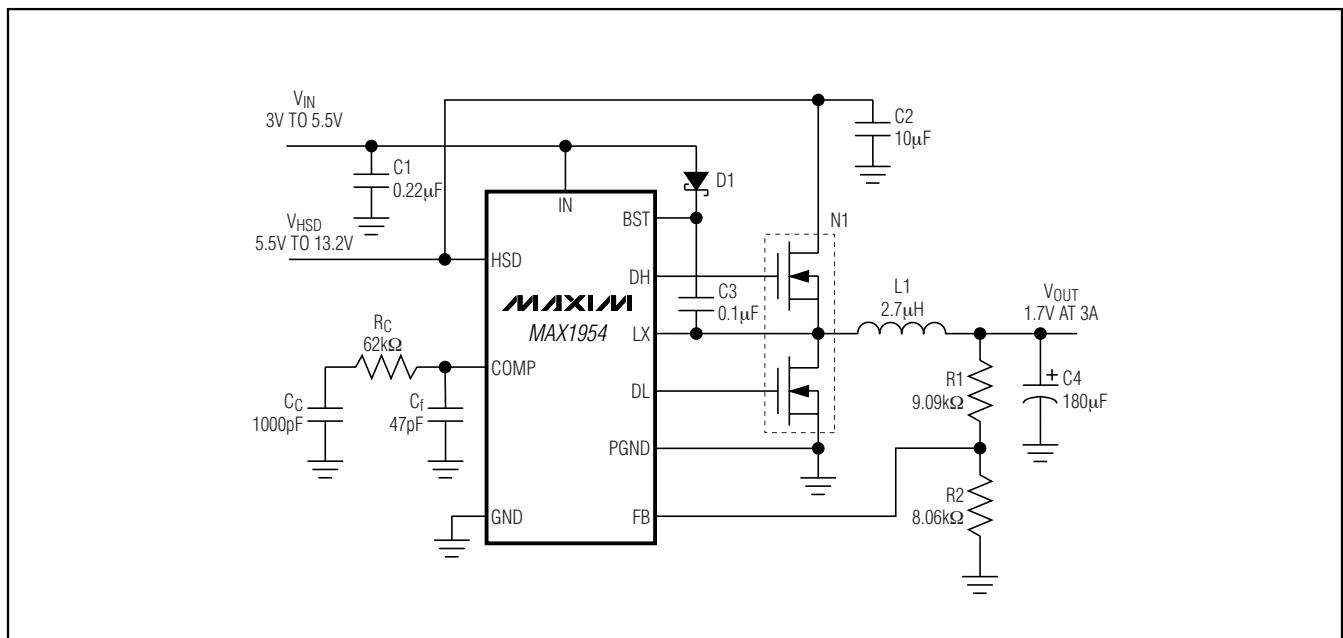 V_IN
3V TO 5.5V
C1
0.22μF
V_HSD
5.5V TO 13.2V
C2
10μF
D1
IN
BST
N1
HSD
DH
C3
0.1μF
MAXIM
MAX1954
LX
L1
2.7μH
V_OUT
1.7V AT 3A
R_C
62kΩ
COMP
DL
R1
9.09kΩ
+
C4
180μF
C_C
1000pF
C_f
47pF
PGND
GND
FB
R2
8.06kΩ